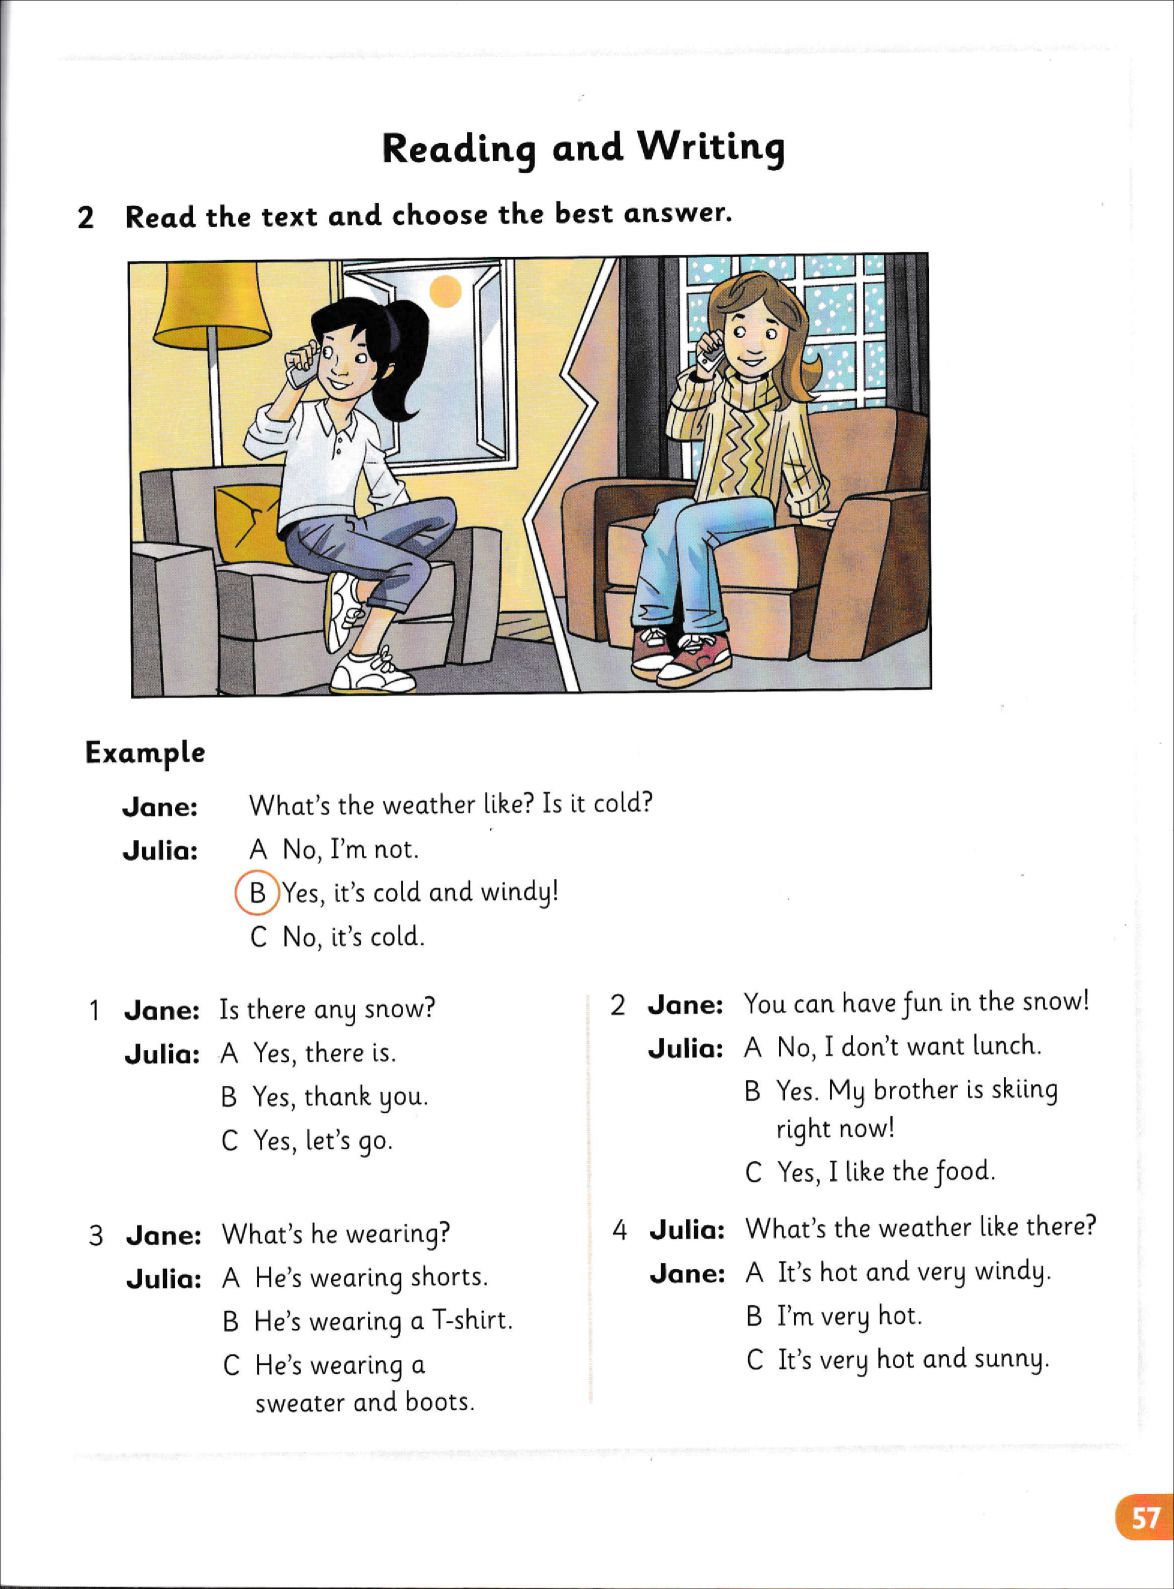 Reading and Writing
2 Read the text and choose the best answer.
Example
Jane: What's the weather like? Is it cold?
Julia: A No, I'm not.
B Yes, it's cold and windy!
C No, it's cold.
1 Jane: Is there any snow?
Julia: A Yes, there is.
B Yes, thank you.
C Yes, let's go.
2 Jane: You can have fun in the snow!
Julia: A No, I don't want lunch.
B Yes. My brother is skiing
right now!
C Yes, I like the food.
3 Jane: What's he wearing?
Julia: A He's wearing shorts.
B He's wearing a T-shirt.
C He's wearing a
sweater and boots.
4 Julia: What's the weather like there?
Jane: A It's hot and very windy.
B I'm very hot.
C It's very hot and sunny.
57